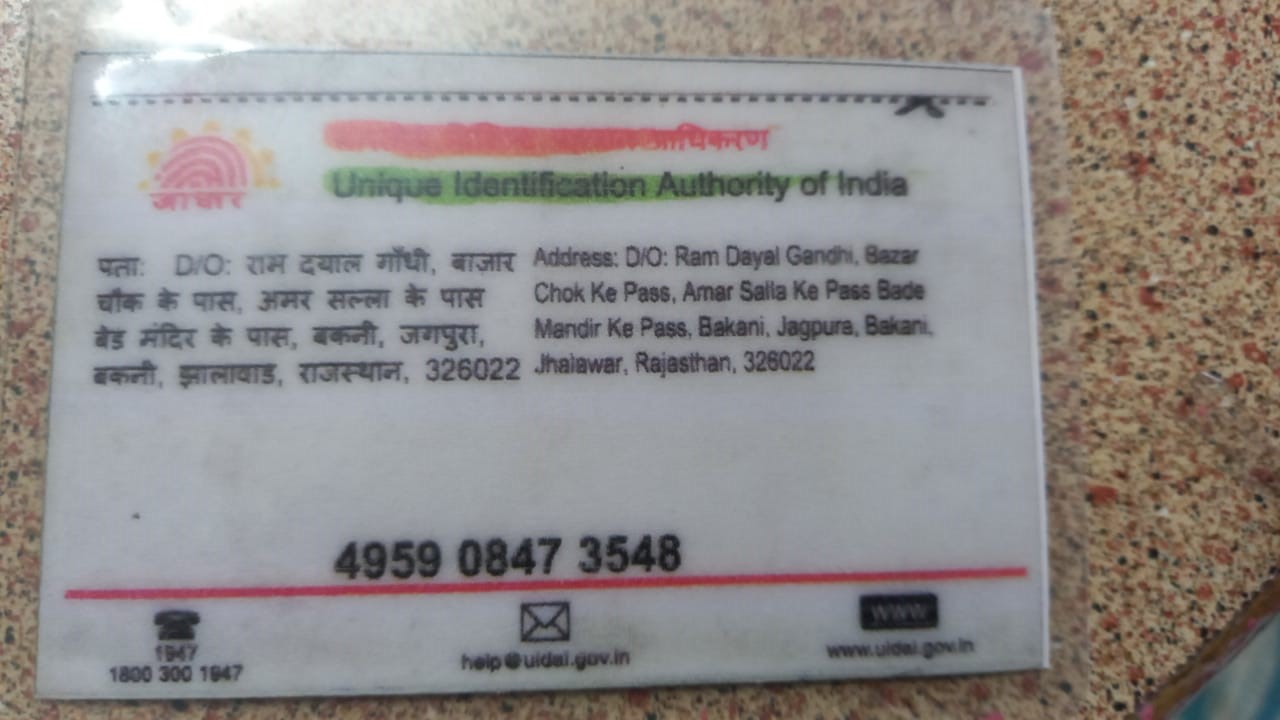 आधिकरण
Unique Identification Authority of India
आधार
पता: D/O: राम दयाल गाँधी, बाजार
चौक के पास, अमर सल्ला के पास
बेड मंदिर के पास, बकनी, जगपुरा,
बकनी, झालावाड, राजस्थान, 326022
Address: D/O: Ram Dayal Gandhi, Bazar
Chok Ke Pass, Amar Salla Ke Pass Bade
Mandir Ke Pass, Bakani, Jagpura, Bakani,
Jhalawar, Rajasthan, 326022
4959 0847 3548
1947
1800 300 1947
help@uidai.gov.in
www
www.uidai.gov.in